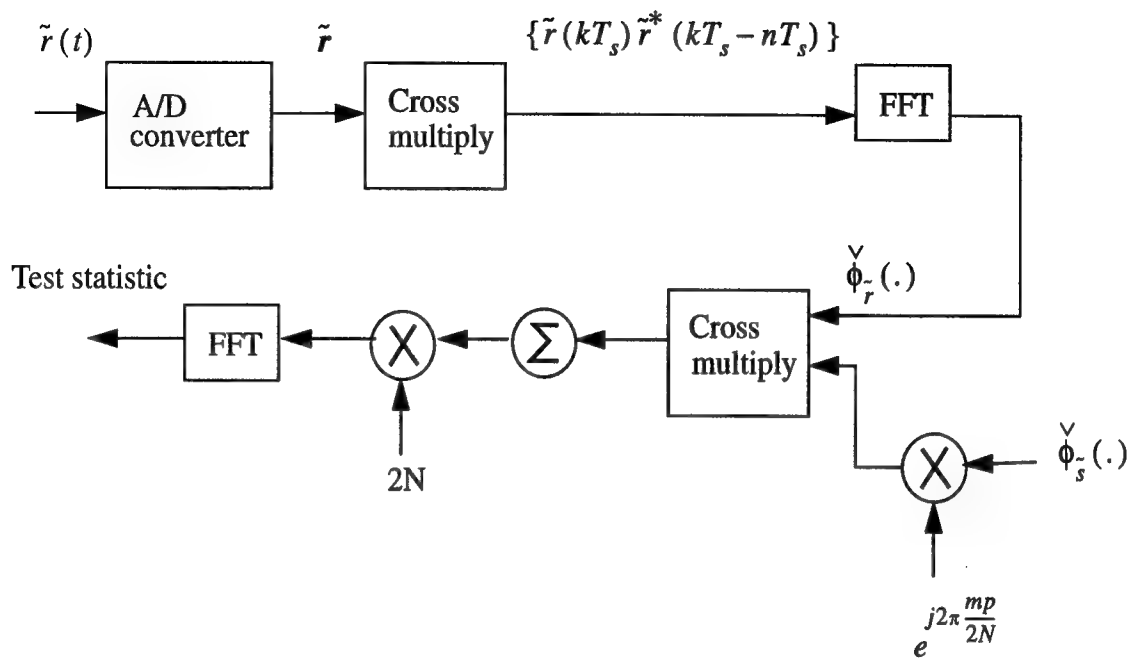 r̃(t)
r̃
{r̃(kT_s)r̃*(kT_s − nT_s)}
A/D
converter
Cross
multiply
FFT
Test statistic
ϕ̌_r̃(.)
FFT
X
Σ
Cross
multiply
2N
X
ϕ̌_s̃(.)
e^{j2π mp/2N}